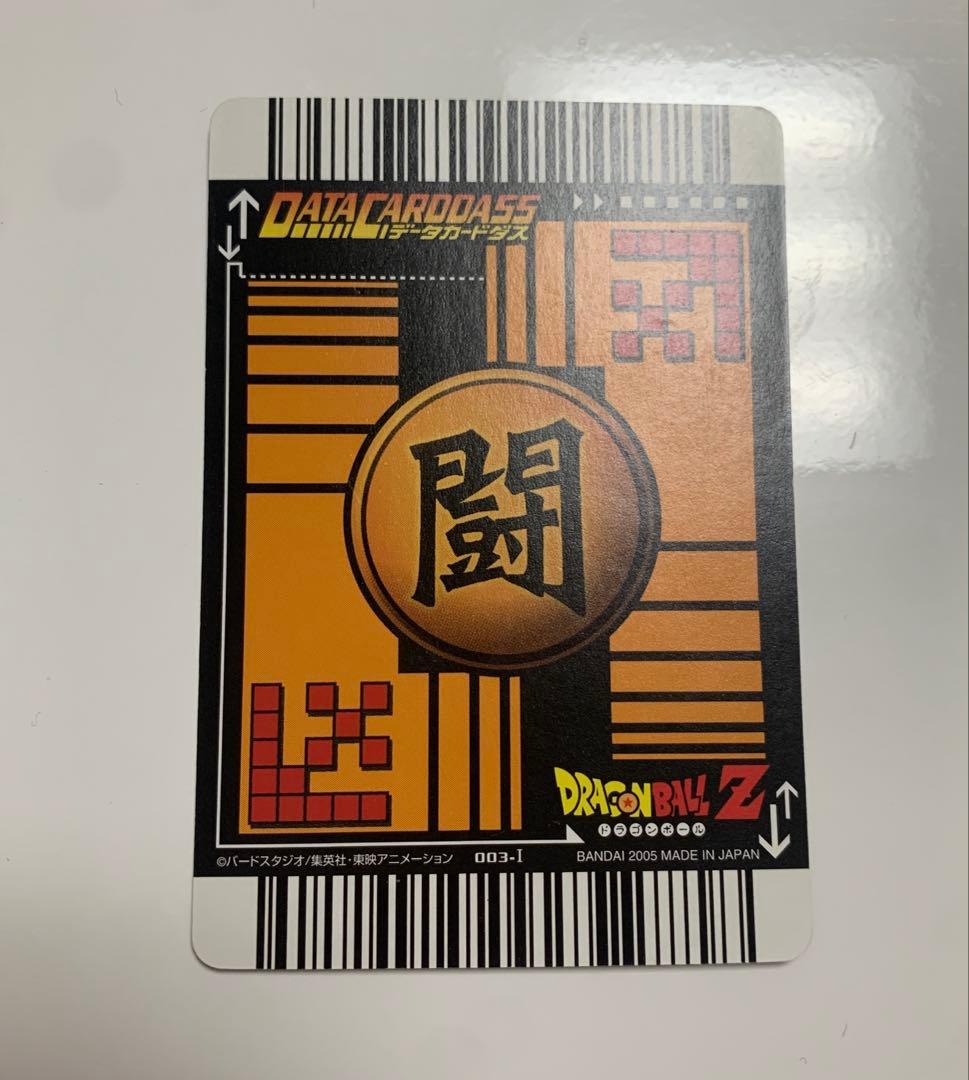 DATA CARDDASS
データカードダス
闘
DRAGONBALL Z
ドラゴンボール
©バードスタジオ/集英社・東映アニメーション 003-I BANDAI 2005 MADE IN JAPAN